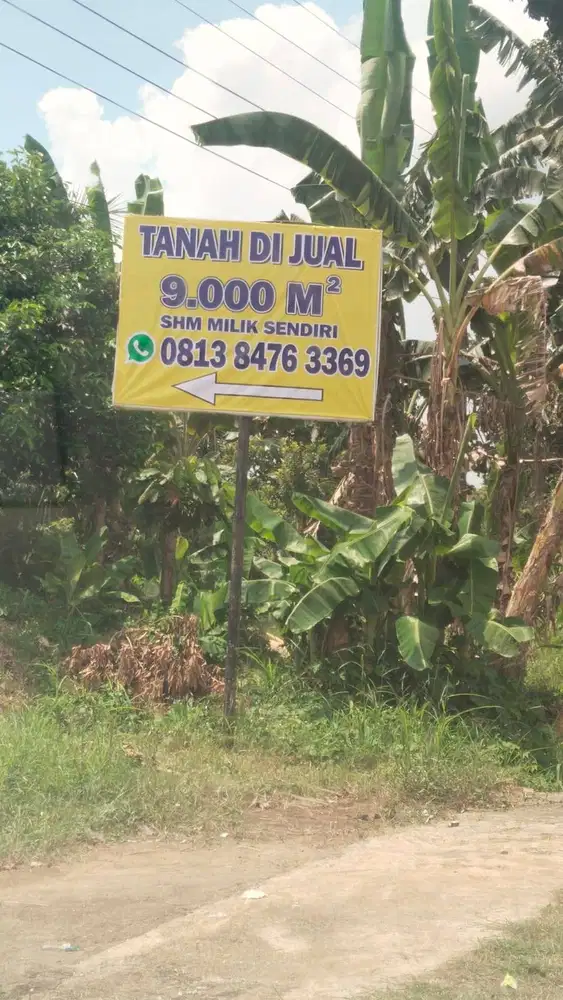 TANAH DI JUAL
9.000 M²
SHM MILIK SENDIRI
0813 8476 3369